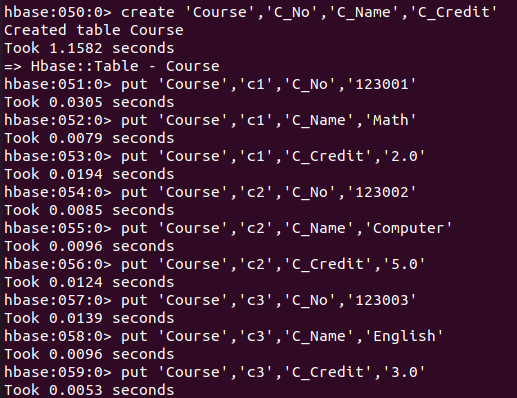 hbase:050:0> create 'Course','C_No','C_Name','C_Credit'
Created table Course
Took 1.1582 seconds
=> Hbase::Table - Course
hbase:051:0> put 'Course','c1','C_No','123001'
Took 0.0305 seconds
hbase:052:0> put 'Course','c1','C_Name','Math'
Took 0.0079 seconds
hbase:053:0> put 'Course','c1','C_Credit','2.0'
Took 0.0194 seconds
hbase:054:0> put 'Course','c2','C_No','123002'
Took 0.0085 seconds
hbase:055:0> put 'Course','c2','C_Name','Computer'
Took 0.0096 seconds
hbase:056:0> put 'Course','c2','C_Credit','5.0'
Took 0.0124 seconds
hbase:057:0> put 'Course','c3','C_No','123003'
Took 0.0139 seconds
hbase:058:0> put 'Course','c3','C_Name','English'
Took 0.0096 seconds
hbase:059:0> put 'Course','c3','C_Credit','3.0'
Took 0.0053 seconds